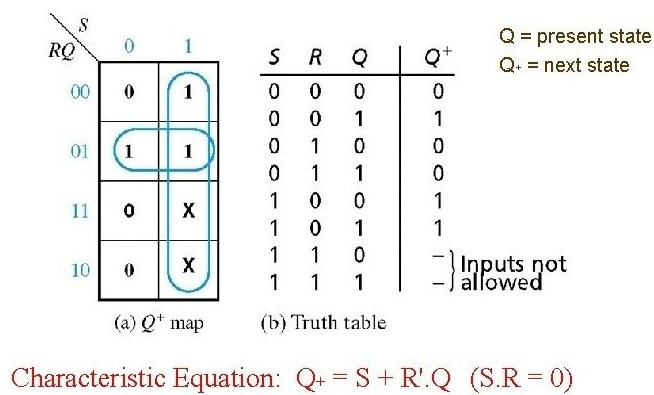 S
RQ 0 1
00 0 1
01 1 1
11 0 X
10 0 X
(a) Q⁺ map
S R Q Q⁺
0 0 0 0
0 0 1 1
0 1 0 0
0 1 1 0
1 0 0 1
1 0 1 1
1 1 0 –
1 1 1 –
Inputs not
allowed
(b) Truth table
Q = present state
Q+ = next state
Characteristic Equation: Q+ = S + R'.Q (S.R = 0)